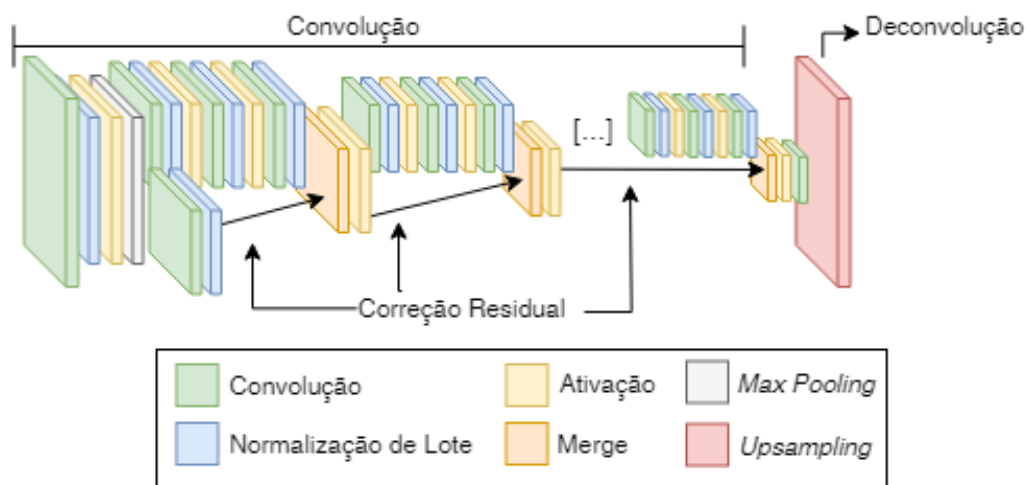 Convolução
Deconvolução
[...]
Correção Residual
Convolução
Ativação
Max Pooling
Normalização de Lote
Merge
Upsampling